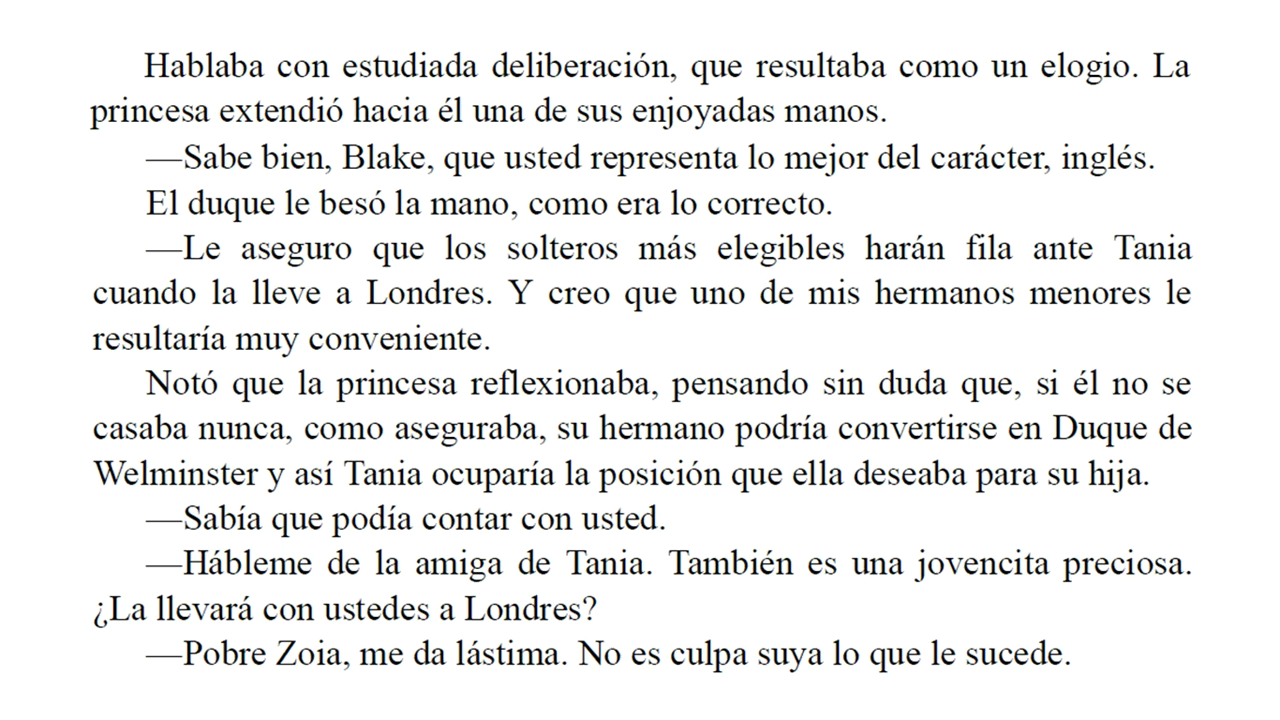 Hablaba con estudiada deliberación, que resultaba como un elogio. La
princesa extendió hacia él una de sus enjoyadas manos.
—Sabe bien, Blake, que usted representa lo mejor del carácter, inglés.
El duque le besó la mano, como era lo correcto.
—Le aseguro que los solteros más elegibles harán fila ante Tania
cuando la lleve a Londres. Y creo que uno de mis hermanos menores le
resultaría muy conveniente.
Notó que la princesa reflexionaba, pensando sin duda que, si él no se
casaba nunca, como aseguraba, su hermano podría convertirse en Duque de
Welminster y así Tania ocuparía la posición que ella deseaba para su hija.
—Sabía que podía contar con usted.
—Hábleme de la amiga de Tania. También es una jovencita preciosa.
¿La llevará con ustedes a Londres?
—Pobre Zoia, me da lástima. No es culpa suya lo que le sucede.